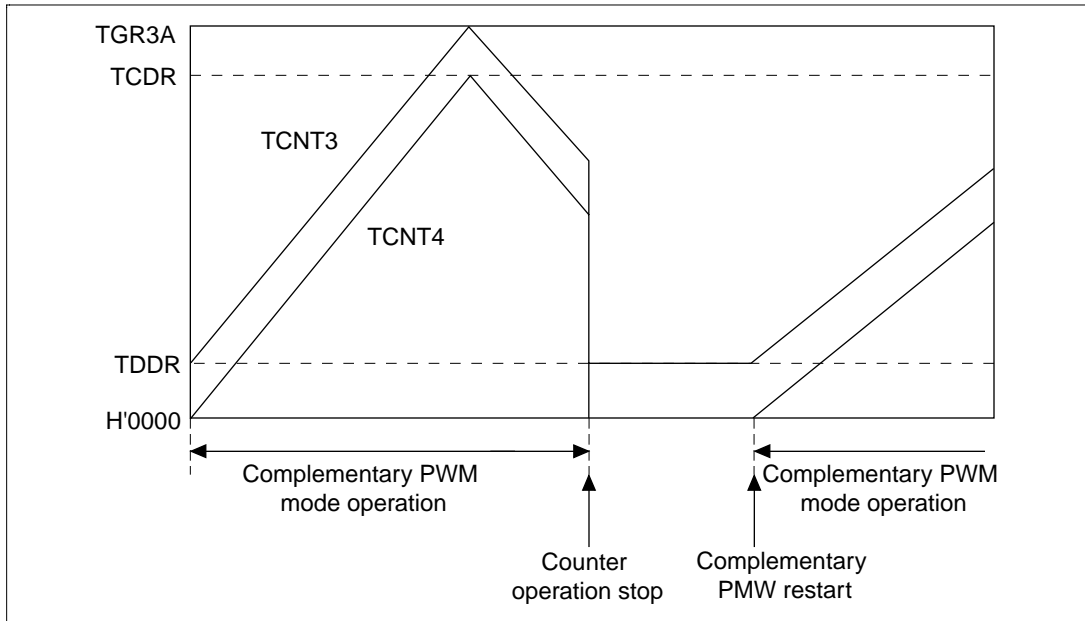 TGR3A
TCDR
TCNT3
TCNT4
TDDR
H'0000
Complementary PWM
mode operation
Complementary PWM
mode operation
Counter
operation stop
Complementary
PMW restart